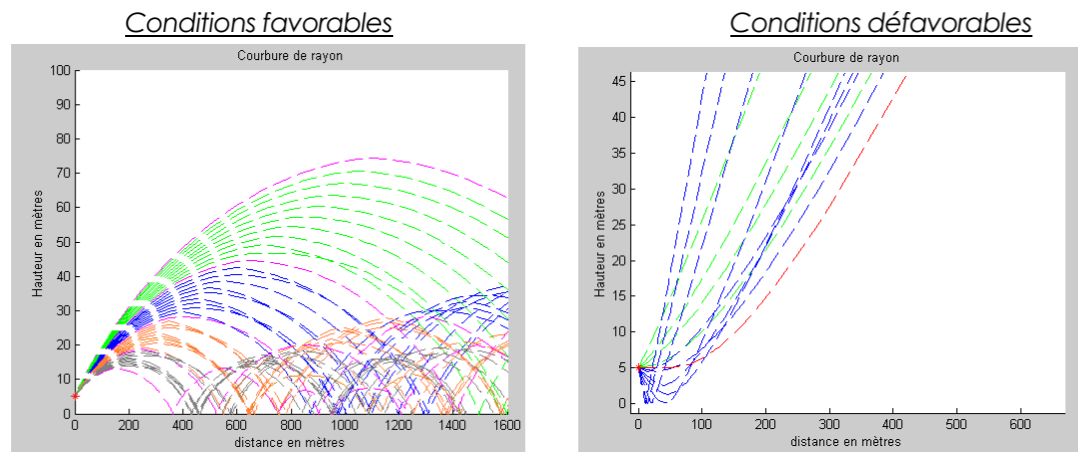 Conditions favorables
Courbure de rayon
Hauteur en mètres
100
90
80
70
60
50
40
30
20
10
0
0 200 400 600 800 1000 1200 1400 1600
distance en mètres
Conditions défavorables
Courbure de rayon
Hauteur en mètres
45
40
35
30
25
20
15
10
5
0
0 100 200 300 400 500 600
distance en mètres